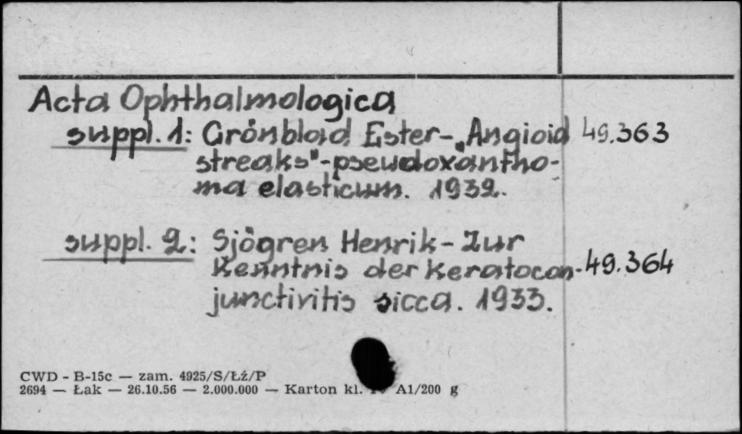 Acta Ophthalmologica
suppl. 1: Grönblad Ester - „Angioid 49.363
streaks" - pseudoxantho-
ma elasticum. 1932.
suppl. 2: Sjögren Henrik - Zur
Kenntnis der Keratocon- 49.364
junctivitis sicca. 1933.
CWD - B-15c — zam. 4925/S/Łź/P
2694 — Łak — 26.10.56 — 2.000.000 — Karton kl. A1/200 g